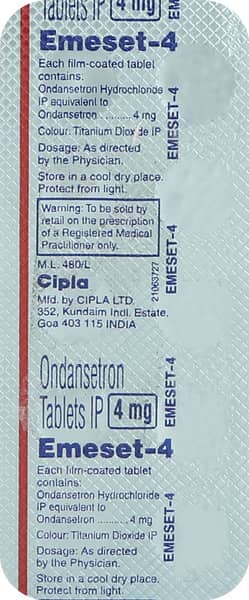 Tablets IP 4 mg
Emeset-4
Each film-coated tablet
contains:
Ondansetron Hydrochloride
IP equivalent to
Ondansetron .......... 4 mg
Colour: Titanium Dioxide IP
Dosage: As directed
by the Physician.
Store in a cool dry place.
Protect from light.
Warning: To be sold by
retail on the prescription
of a Registered Medical
Practitioner only.
M.L. 480/L
Cipla
Mfd. by CIPLA LTD.
352, Kundaim Indl. Estate.
Goa 403 115 INDIA
EMESET-4
EMESET-4
21063727
EMESET-4
Ondansetron
Tablets IP 4 mg
Emeset-4
Each film-coated tablet
contains:
Ondansetron Hydrochloride
IP equivalent to
Ondansetron .......... 4 mg
Colour: Titanium Dioxide IP
Dosage: As directed
by the Physician.
Store in a cool dry place.
Protect from light.
EMESET-4
EMESET-4